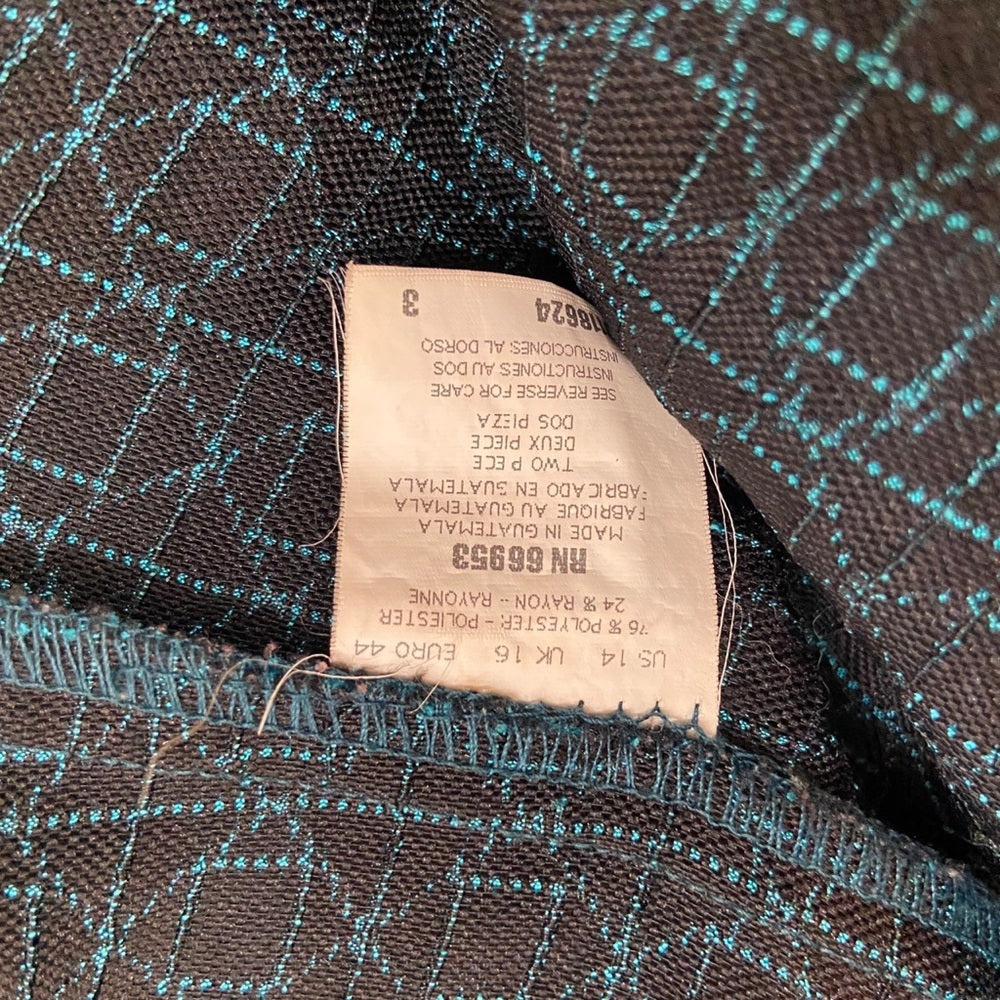 US 14 UK 16 EURO 44
76 % POLYESTER - POLIESTER
24 % RAYON - RAYONNE
RN 66953
MADE IN GUATEMALA
FABRIQUE AU GUATEMALA
FABRICADO EN GUATEMALA
TWO PIECE
DEUX PIECE
DOS PIEZA
SEE REVERSE FOR CARE
INSTRUCTIONES AU DOS
INSTRUCCIONES AL DORSO
18624 3